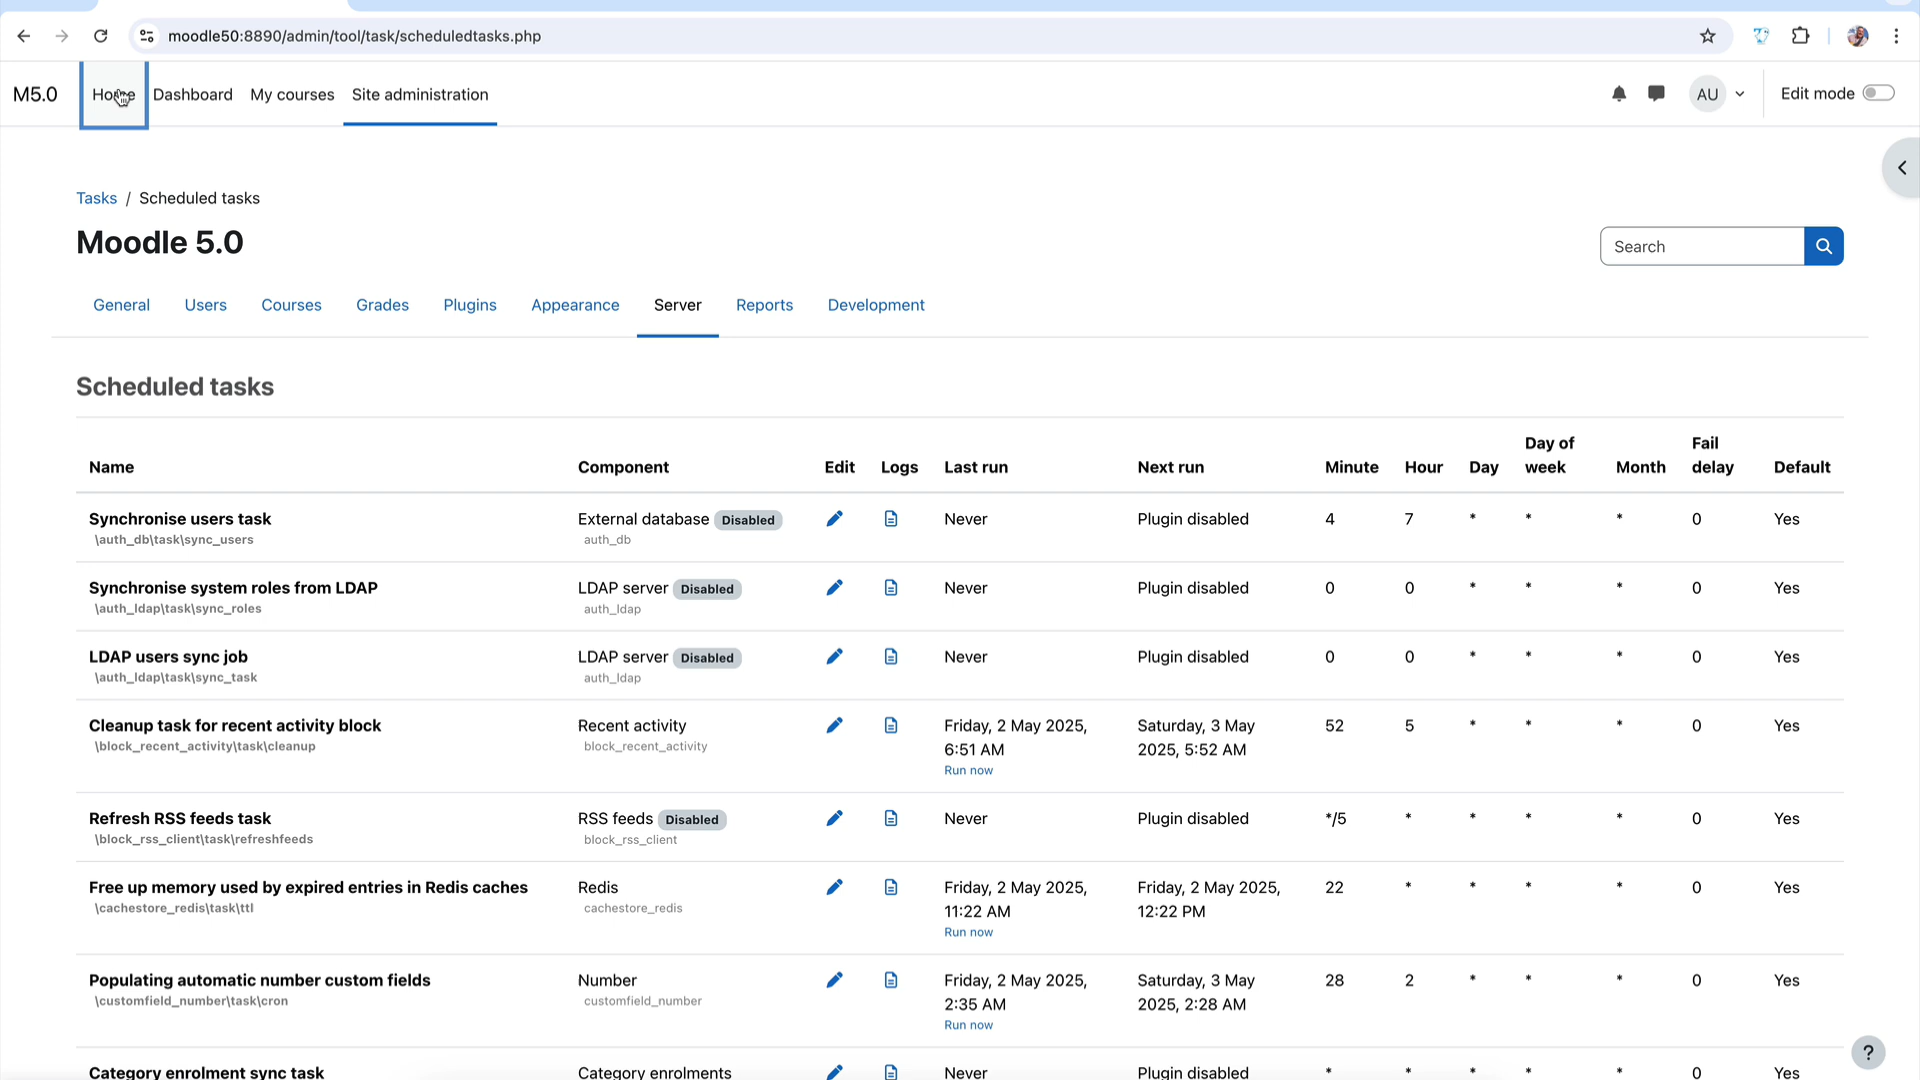 moodle50:8890/admin/tool/task/scheduledtasks.php
M5.0 Home Dashboard My courses Site administration AU Edit mode
Tasks / Scheduled tasks
Moodle 5.0
Search
General Users Courses Grades Plugins Appearance Server Reports Development
Scheduled tasks
Name Component Edit Logs Last run Next run Minute Hour Day Day of week Month Fail delay Default
Synchronise users task External database Disabled Never Plugin disabled 4 7 * * * 0 Yes
\auth_db\task\sync_users auth_db
Synchronise system roles from LDAP LDAP server Disabled Never Plugin disabled 0 0 * * * 0 Yes
\auth_ldap\task\sync_roles auth_ldap
LDAP users sync job LDAP server Disabled Never Plugin disabled 0 0 * * * 0 Yes
\auth_ldap\task\sync_task auth_ldap
Cleanup task for recent activity block Recent activity Friday, 2 May 2025, Saturday, 3 May 52 5 * * * 0 Yes
\block_recent_activity\task\cleanup block_recent_activity 6:51 AM 2025, 5:52 AM
Run now
Refresh RSS feeds task RSS feeds Disabled Never Plugin disabled */5 * * * * 0 Yes
\block_rss_client\task\refreshfeeds block_rss_client
Free up memory used by expired entries in Redis caches Redis Friday, 2 May 2025, Friday, 2 May 2025, 22 * * * * 0 Yes
\cachestore_redis\task\ttl cachestore_redis 11:22 AM 12:22 PM
Run now
Populating automatic number custom fields Number Friday, 2 May 2025, Saturday, 3 May 28 2 * * * 0 Yes
\customfield_number\task\cron customfield_number 2:35 AM 2025, 2:28 AM
Run now
Category enrolment sync task Category enrolments Never Plugin disabled * * * * * 0 Yes
?